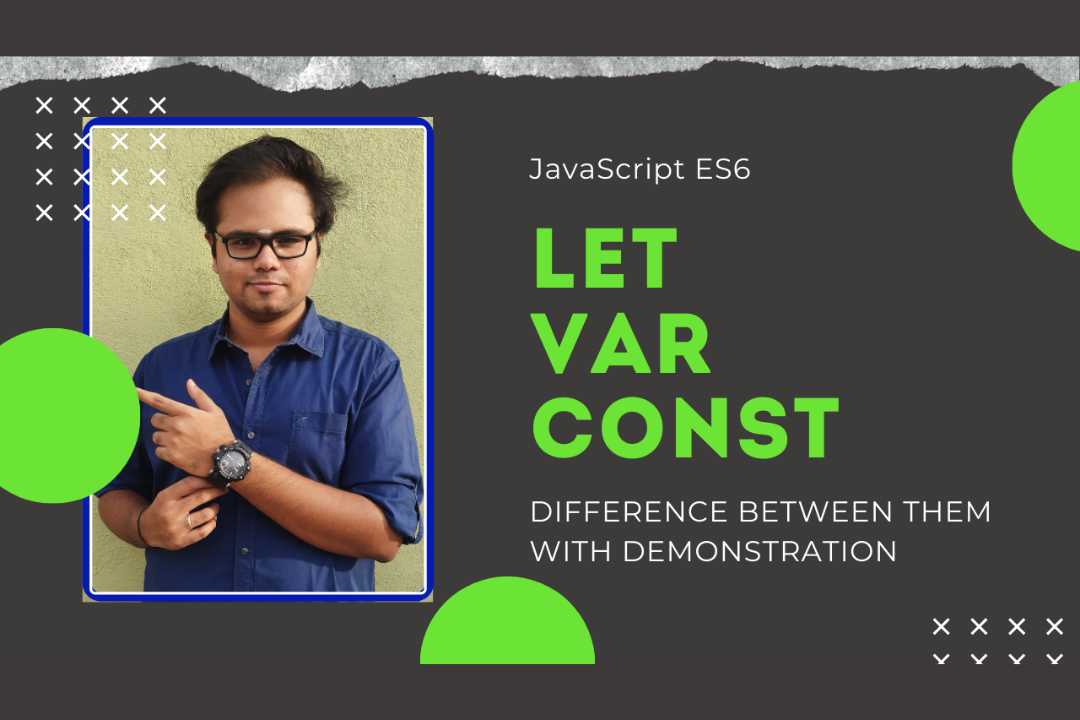 JavaScript ES6
LET
VAR
CONST
DIFFERENCE BETWEEN THEM
WITH DEMONSTRATION